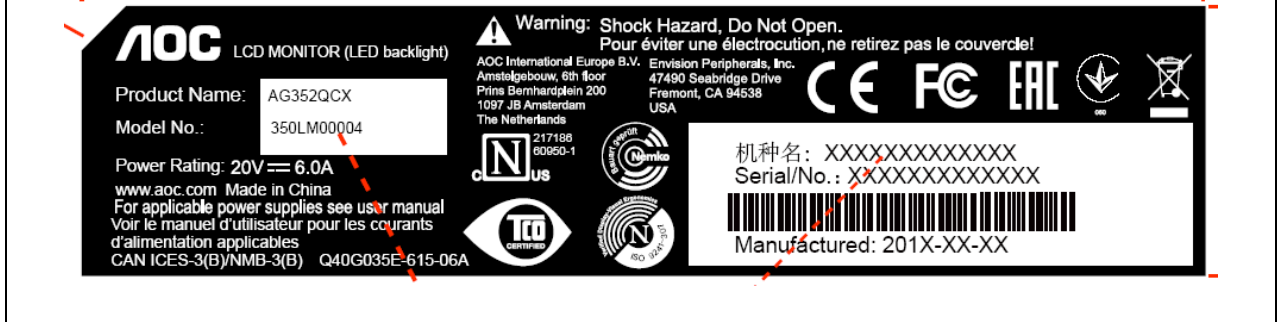 AOC LCD MONITOR (LED backlight)
Product Name: AG352QCX
Model No.: 350LM00004
Power Rating: 20V ⎓ 6.0A
www.aoc.com Made in China
For applicable power supplies see user manual
Voir le manuel d'utilisateur pour les courants
d'alimentation applicables
CAN ICES-3(B)/NMB-3(B) Q40G035E-615-06A
Warning: Shock Hazard, Do Not Open.
Pour éviter une électrocution, ne retirez pas le couvercle!
AOC International Europe B.V.
Amstelgebouw, 6th floor
Prins Bernhardplein 200
1097 JB Amsterdam
The Netherlands
Envision Peripherals, Inc.
47490 Seabridge Drive
Fremont, CA 94538
USA
CE FC EAC
060
c N us
217186
60950-1
Bauart geprüft
Nemko
TCO
CERTIFIED
N
ISO 9241-307
机种名: XXXXXXXXXXXXX
Serial/No.: XXXXXXXXXXXXX
Manufactured: 201X-XX-XX